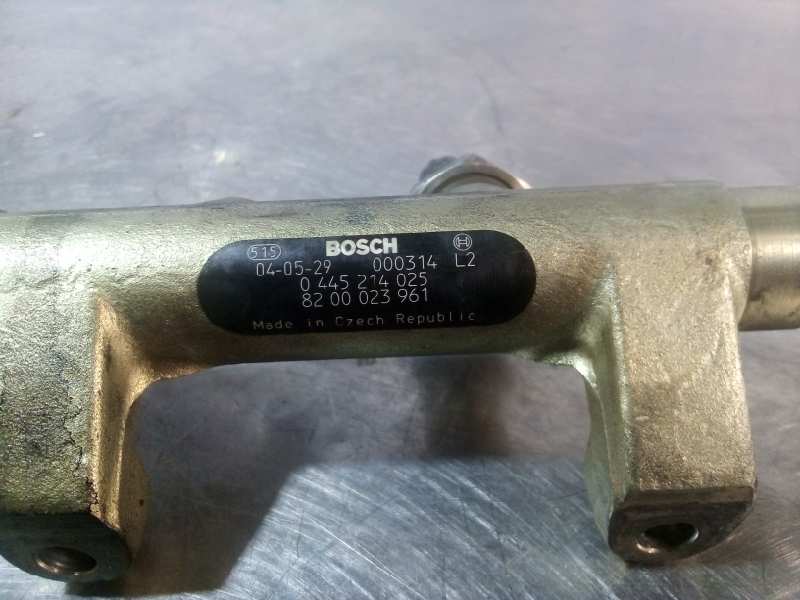 515 BOSCH
04-05-29 000314 L2
0 445 214 025
82 00 023 961
Made in Czech Republic